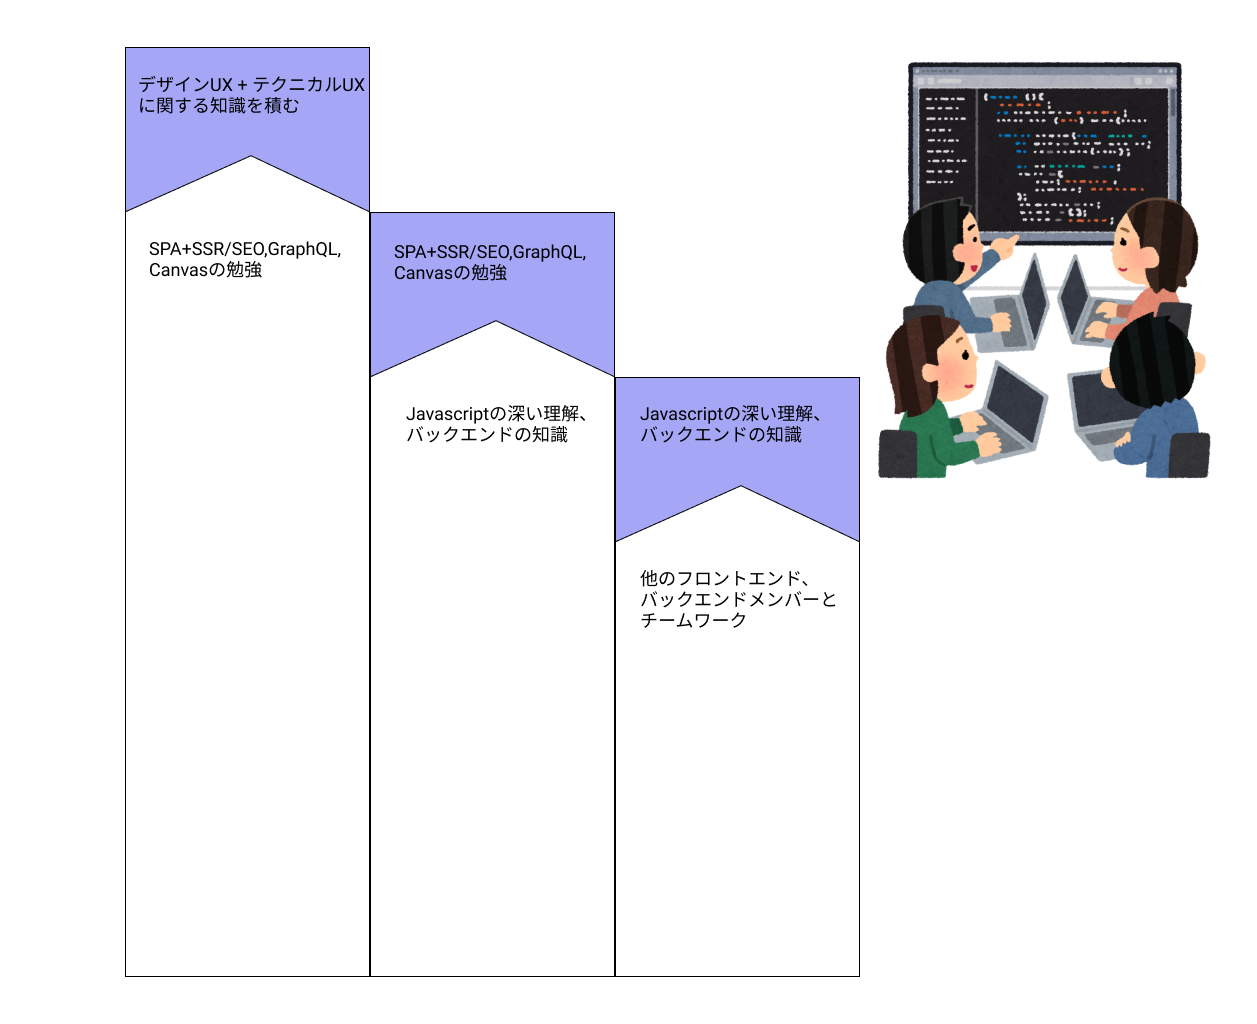 デザインUX + テクニカルUX
に関する知識を積む
SPA+SSR/SEO,GraphQL,
Canvasの勉強
SPA+SSR/SEO,GraphQL,
Canvasの勉強
Javascriptの深い理解、
バックエンドの知識
Javascriptの深い理解、
バックエンドの知識
他のフロントエンド、
バックエンドメンバーと
チームワーク